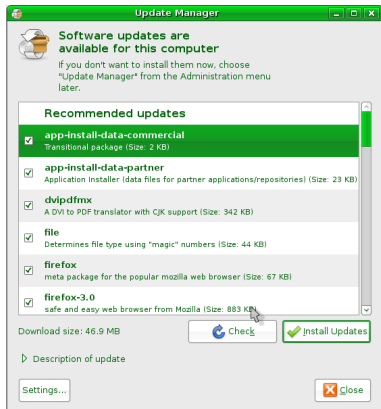 Update Manager
Software updates are
available for this computer
If you don't want to install them now, choose
"Update Manager" from the Administration menu
later.
Recommended updates
app-install-data-commercial
Transitional package (Size: 2 KB)
app-install-data-partner
Application Installer (data files for partner applications/repositories) (Size: 23 KB)
dvipdfmx
A DVI to PDF translator with CJK support (Size: 342 KB)
file
Determines file type using "magic" numbers (Size: 44 KB)
firefox
meta package for the popular mozilla web browser (Size: 67 KB)
firefox-3.0
safe and easy web browser from Mozilla (Size: 883 KB)
Download size: 46.9 MB
Check
Install Updates
Description of update
Settings...
Close